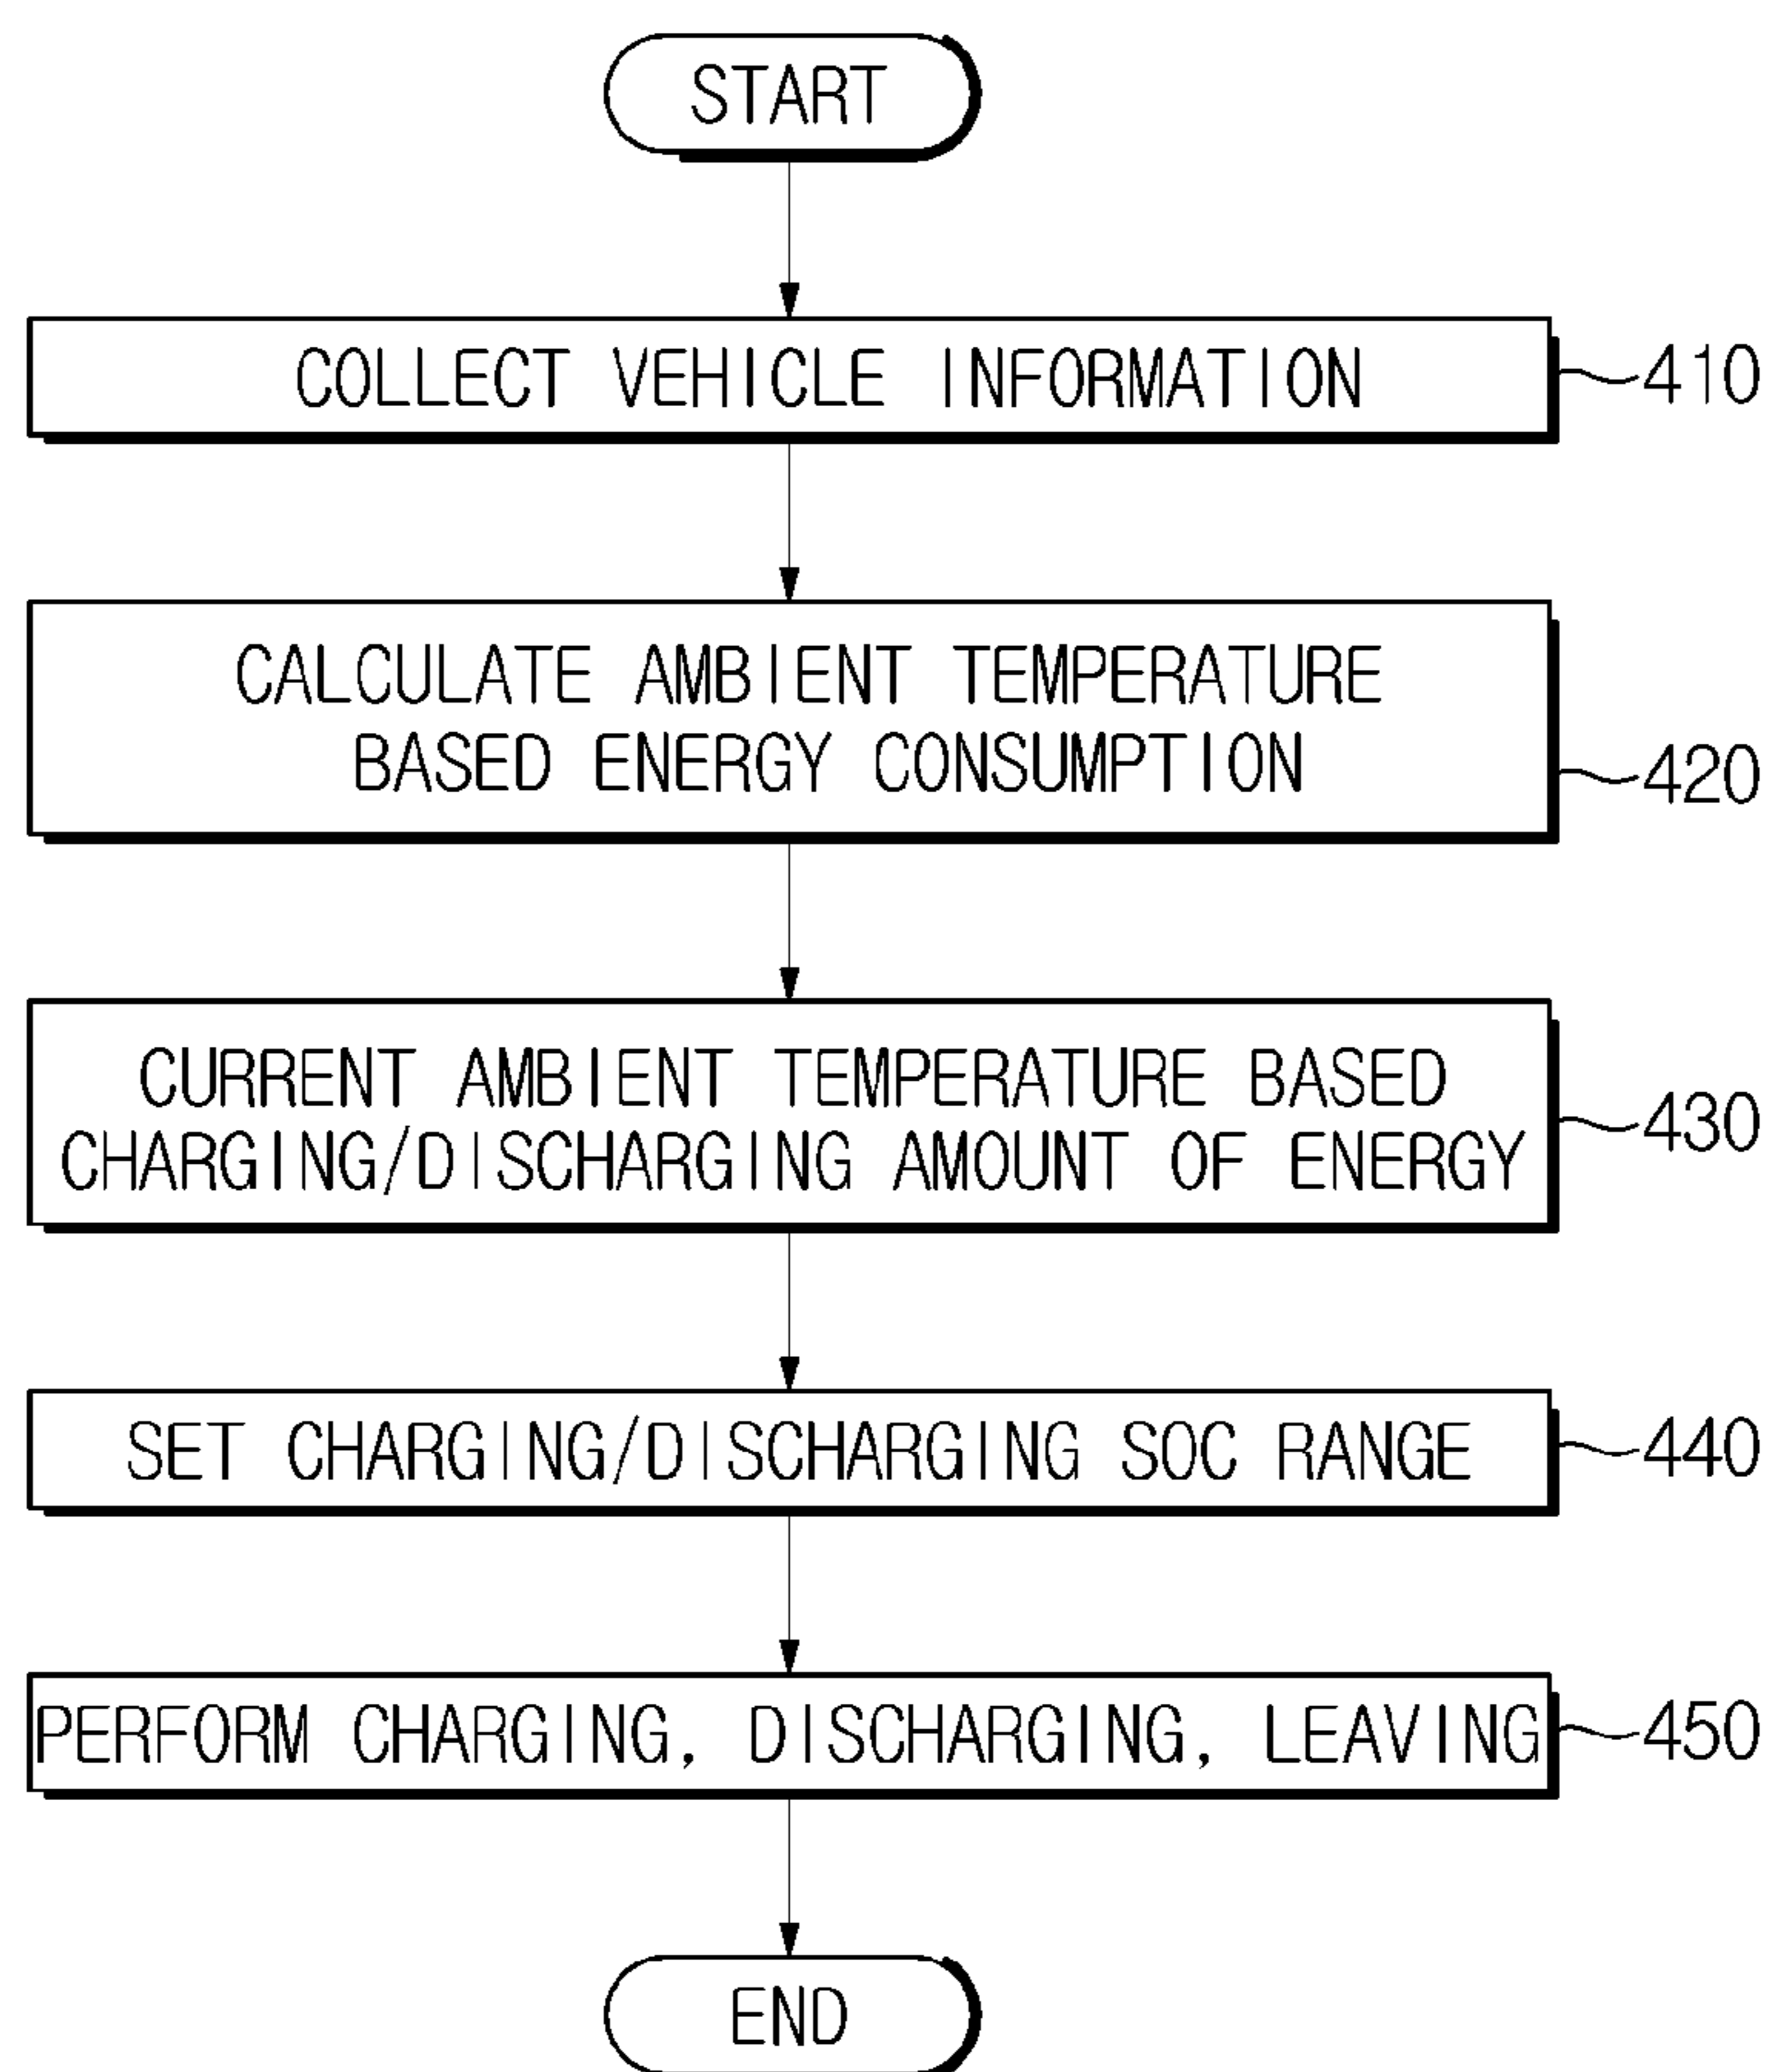 START
COLLECT VEHICLE INFORMATION
410
CALCULATE AMBIENT TEMPERATURE
BASED ENERGY CONSUMPTION
420
CURRENT AMBIENT TEMPERATURE BASED
CHARGING/DISCHARGING AMOUNT OF ENERGY
430
SET CHARGING/DISCHARGING SOC RANGE
440
PERFORM CHARGING, DISCHARGING, LEAVING
450
END